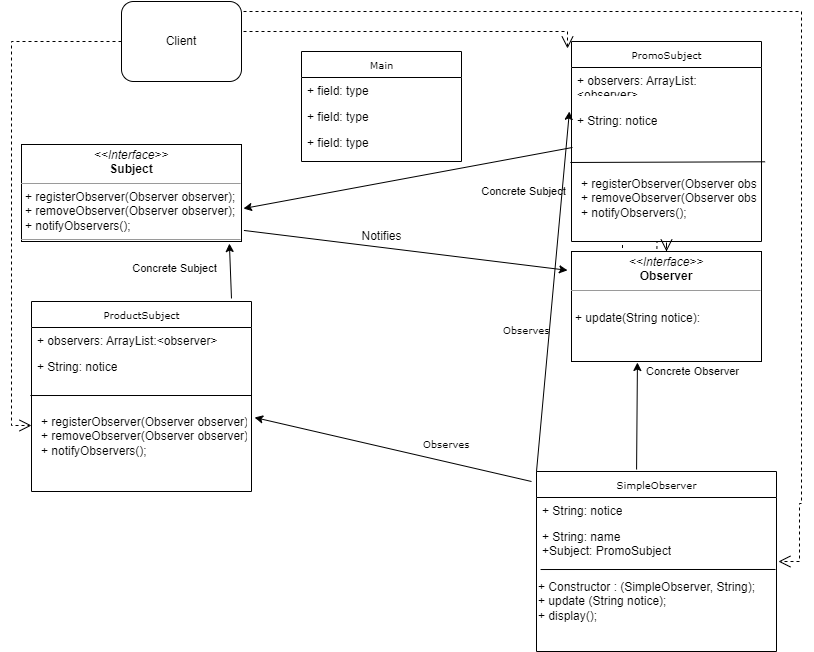 Client
Main
+ field: type
+ field: type
+ field: type
PromoSubject
+ observers: ArrayList:
<observer>
+ String: notice
+ registerObserver(Observer obs
+ removeObserver(Observer obs
+ notifyObservers();
<<Interface>>
Subject
+ registerObserver(Observer observer);
+ removeObserver(Observer observer);
+ notifyObservers();
Concrete Subject
Notifies
Concrete Subject
<<Interface>>
Observer
+ update(String notice):
ProductSubject
+ observers: ArrayList:<observer>
+ String: notice
+ registerObserver(Observer observer)
+ removeObserver(Observer observer)
+ notifyObservers();
Observes
Concrete Observer
Observes
SimpleObserver
+ String: notice
+ String: name
+Subject: PromoSubject
+ Constructor : (SimpleObserver, String);
+ update (String notice);
+ display();